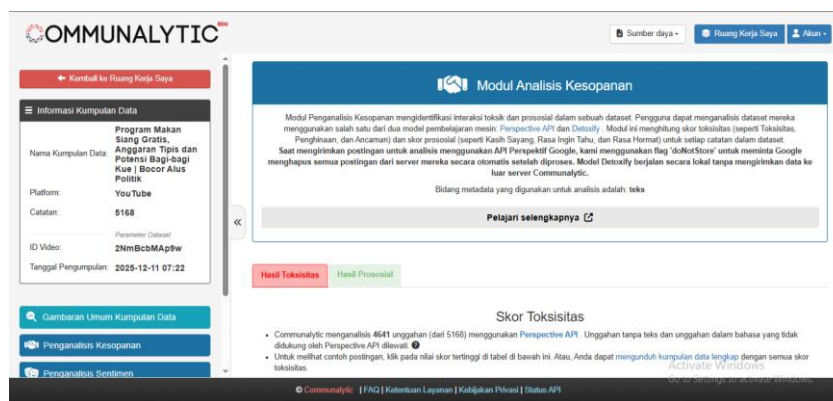 COMMUNALYTIC
Sumber daya
Ruang Kerja Saya
Akun
Kembali ke Ruang Kerja Saya
Informasi Kumpulan Data
Nama Kumpulan Data:
Program Makan
Siang Gratis,
Anggaran Tipis dan
Potensi Bagi-bagi
Kue | Bocor Alus
Politik
Platform:
YouTube
Catatan:
5168
Parameter Dataset
ID Video:
2NmBcbMAp9w
Tanggal Pengumpulan:
2025-12-11 07:22
Gambaran Umum Kumpulan Data
Penganalisis Kesopanan
Penganalisis Sentimen
«
Modul Analisis Kesopanan
Modul Penganalisis Kesopanan mengidentifikasi interaksi toksik dan prososial dalam sebuah dataset. Pengguna dapat menganalisis dataset mereka
menggunakan salah satu dari dua model pembelajaran mesin: Perspective API dan Detoxify . Modul ini menghitung skor toksisitas (seperti Toksisitas,
Penghinaan, dan Ancaman) dan skor prososial (seperti Kasih Sayang, Rasa Ingin Tahu, dan Rasa Hormat) untuk setiap catatan dalam dataset.
Saat mengirimkan postingan untuk analisis menggunakan API Perspektif Google, kami menggunakan flag 'doNotStore' untuk meminta Google
menghapus semua postingan dari server mereka secara otomatis setelah diproses. Model Detoxify berjalan secara lokal tanpa mengirimkan data ke
luar server Communalytic.
Bidang metadata yang digunakan untuk analisis adalah: teks
Pelajari selengkapnya
Hasil Toksisitas
Hasil Prososial
Skor Toksisitas
• Communalytic menganalisis 4641 unggahan (dari 5168) menggunakan Perspective API . Unggahan tanpa teks dan unggahan dalam bahasa yang tidak
didukung oleh Perspective API dilewati.
• Untuk melihat contoh postingan, klik pada nilai skor tertinggi di tabel di bawah ini. Atau, Anda dapat mengunduh kumpulan data lengkap dengan semua skor
toksisitas.
Activate Windows
Go to Settings to activate Windows.
© Communalytic | FAQ | Ketentuan Layanan | Kebijakan Privasi | Status API